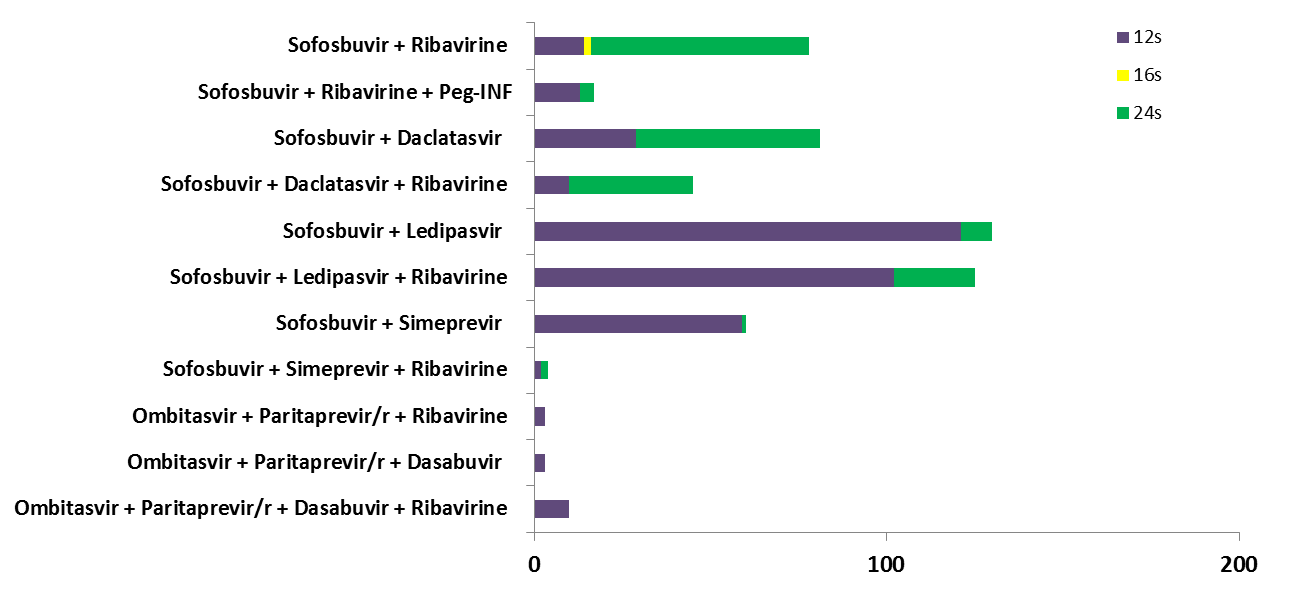 Sofosbuvir + Ribavirine
Sofosbuvir + Ribavirine + Peg-INF
Sofosbuvir + Daclatasvir
Sofosbuvir + Daclatasvir + Ribavirine
Sofosbuvir + Ledipasvir
Sofosbuvir + Ledipasvir + Ribavirine
Sofosbuvir + Simeprevir
Sofosbuvir + Simeprevir + Ribavirine
Ombitasvir + Paritaprevir/r + Ribavirine
Ombitasvir + Paritaprevir/r + Dasabuvir
Ombitasvir + Paritaprevir/r + Dasabuvir + Ribavirine
0 100 200
12s
16s
24s